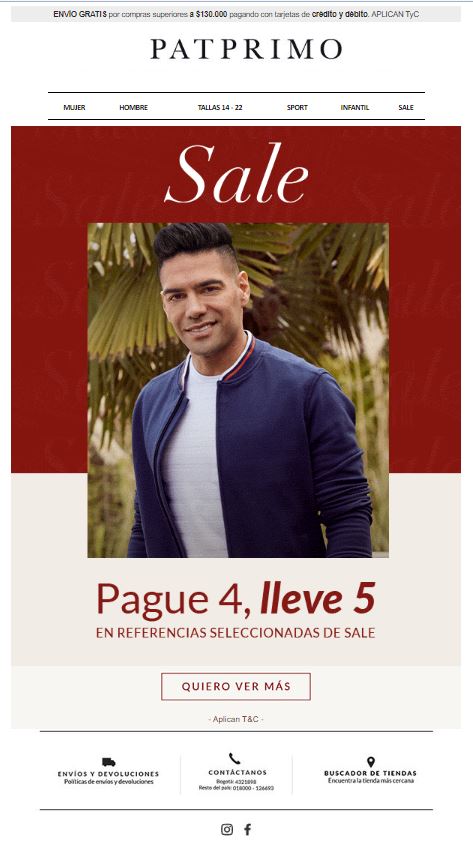 ENVÍO GRATIS por compras superiores a $130.000 pagando con tarjetas de crédito y débito. APLICAN TyC
PATPRIMO
MUJER HOMBRE TALLAS 14 - 22 SPORT INFANTIL SALE
Sale
Pague 4, lleve 5
EN REFERENCIAS SELECCIONADAS DE SALE
QUIERO VER MÁS
- Aplican T&C -
ENVÍOS Y DEVOLUCIONES
Políticas de envíos y devoluciones
CONTÁCTANOS
Bogotá: 4321898
Resto del país: 018000 - 126693
BUSCADOR DE TIENDAS
Encuentra la tienda más cercana